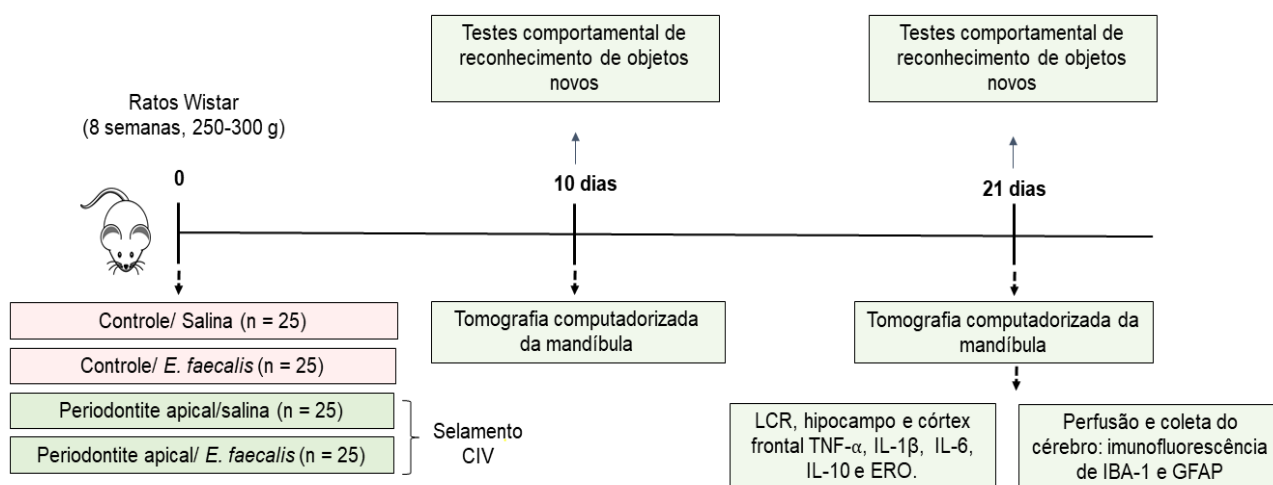 Testes comportamental de
reconhecimento de objetos
novos
Testes comportamental de
reconhecimento de objetos
novos
Ratos Wistar
(8 semanas, 250-300 g)
0
10 dias
21 dias
Controle/ Salina (n = 25)
Controle/ E. faecalis (n = 25)
Periodontite apical/salina (n = 25)
Periodontite apical/ E. faecalis (n = 25)
Selamento
CIV
Tomografia computadorizada
da mandíbula
Tomografia computadorizada da
mandíbula
LCR, hipocampo e córtex
frontal TNF-α, IL-1β, IL-6,
IL-10 e ERO.
Perfusão e coleta do
cérebro: imunofluorescência
de IBA-1 e GFAP